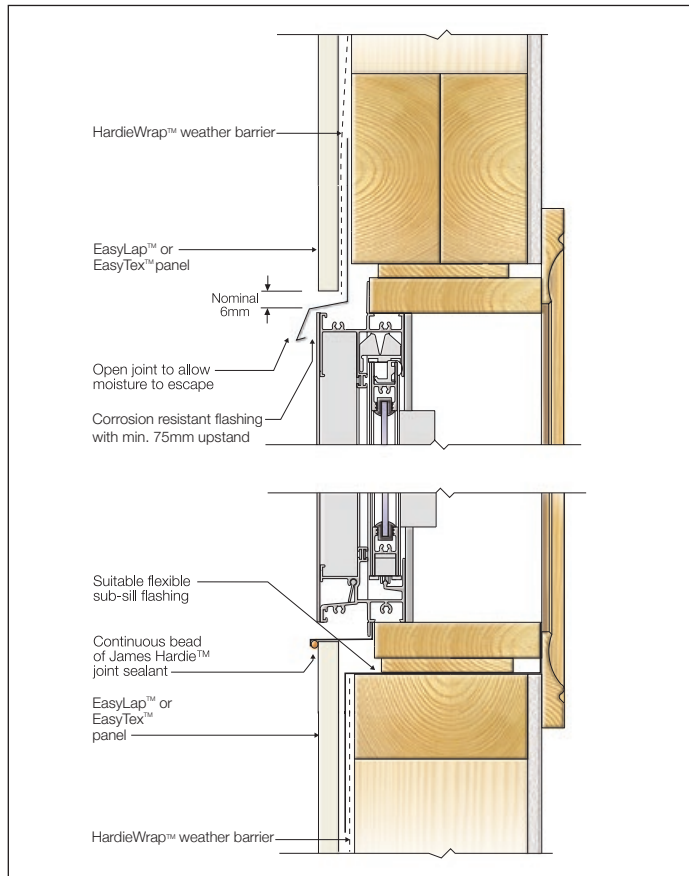 HardieWrap™ weather barrier
EasyLap™ or
EasyTex™ panel
Nominal
6mm
Open joint to allow
moisture to escape
Corrosion resistant flashing
with min. 75mm upstand
Suitable flexible
sub-sill flashing
Continuous bead
of James Hardie™
joint sealant
EasyLap™ or
EasyTex™
panel
HardieWrap™ weather barrier